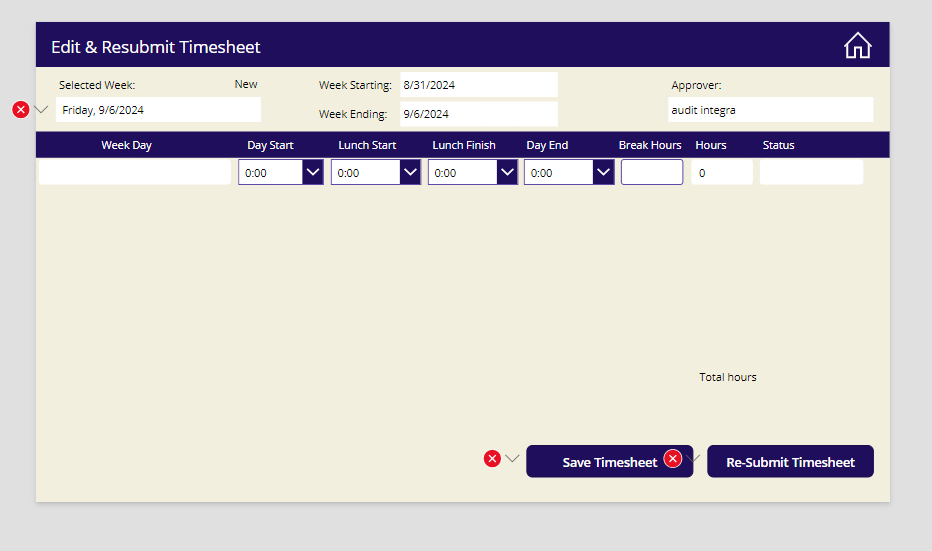 Edit & Resubmit Timesheet
Selected Week: New Week Starting: 8/31/2024 Approver:
Friday, 9/6/2024 Week Ending: 9/6/2024 audit integra
Week Day Day Start Lunch Start Lunch Finish Day End Break Hours Hours Status
0:00 0:00 0:00 0:00 0
Total hours
Save Timesheet Re-Submit Timesheet